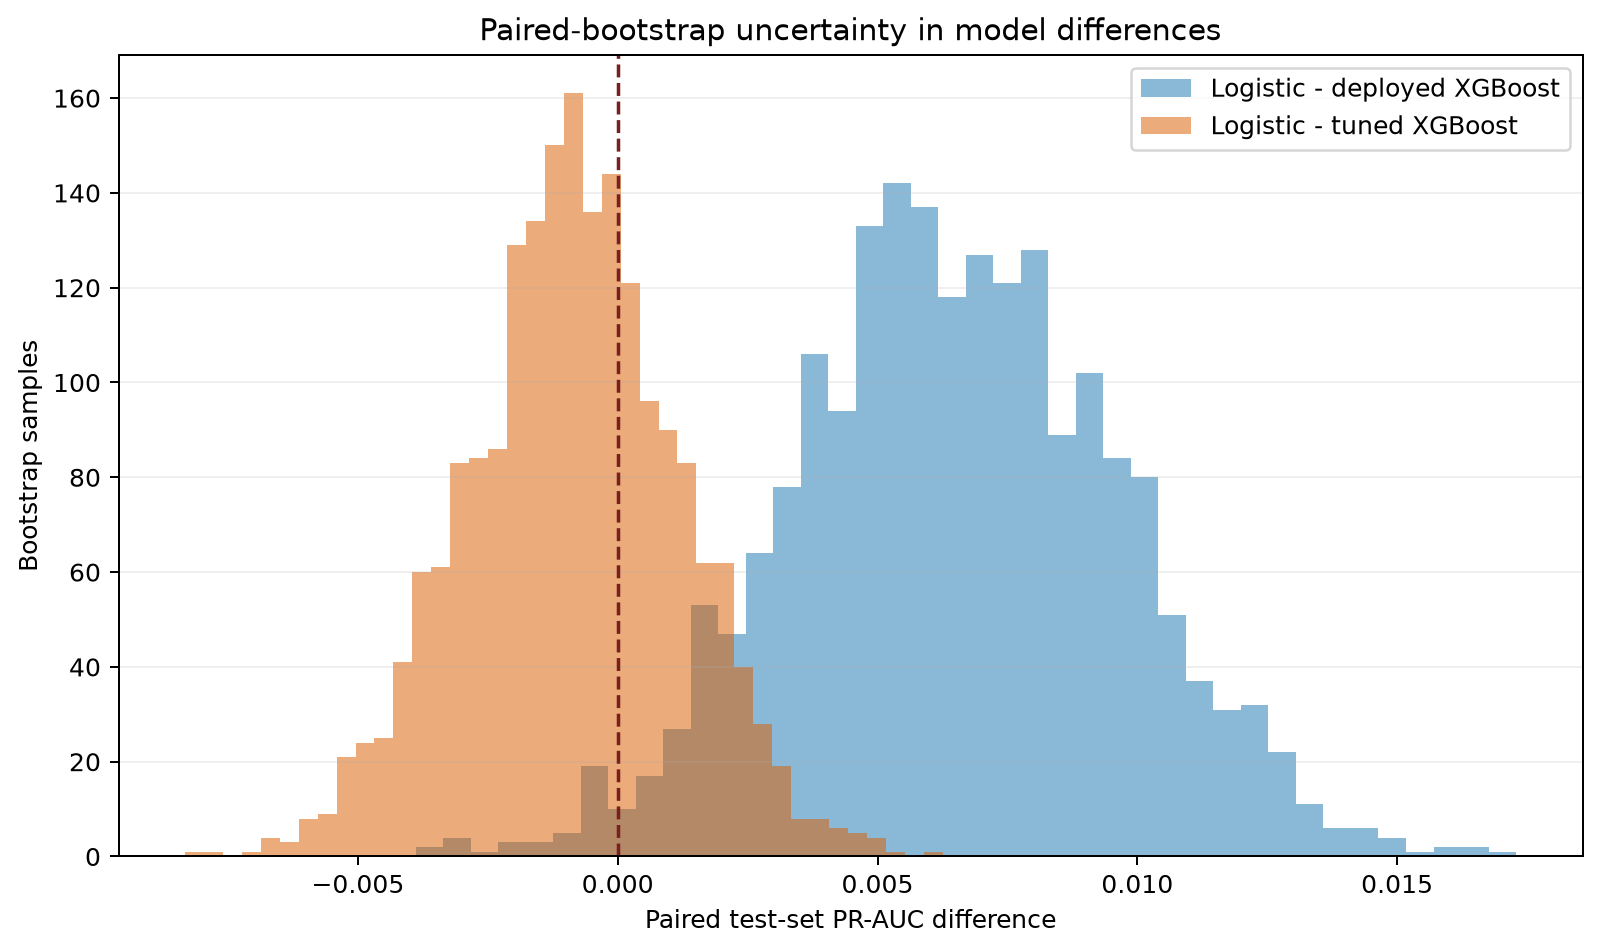 Paired-bootstrap uncertainty in model differences
Logistic - deployed XGBoost
Logistic - tuned XGBoost
160
140
120
100
80
60
40
20
0
Bootstrap samples
−0.005 0.000 0.005 0.010 0.015
Paired test-set PR-AUC difference